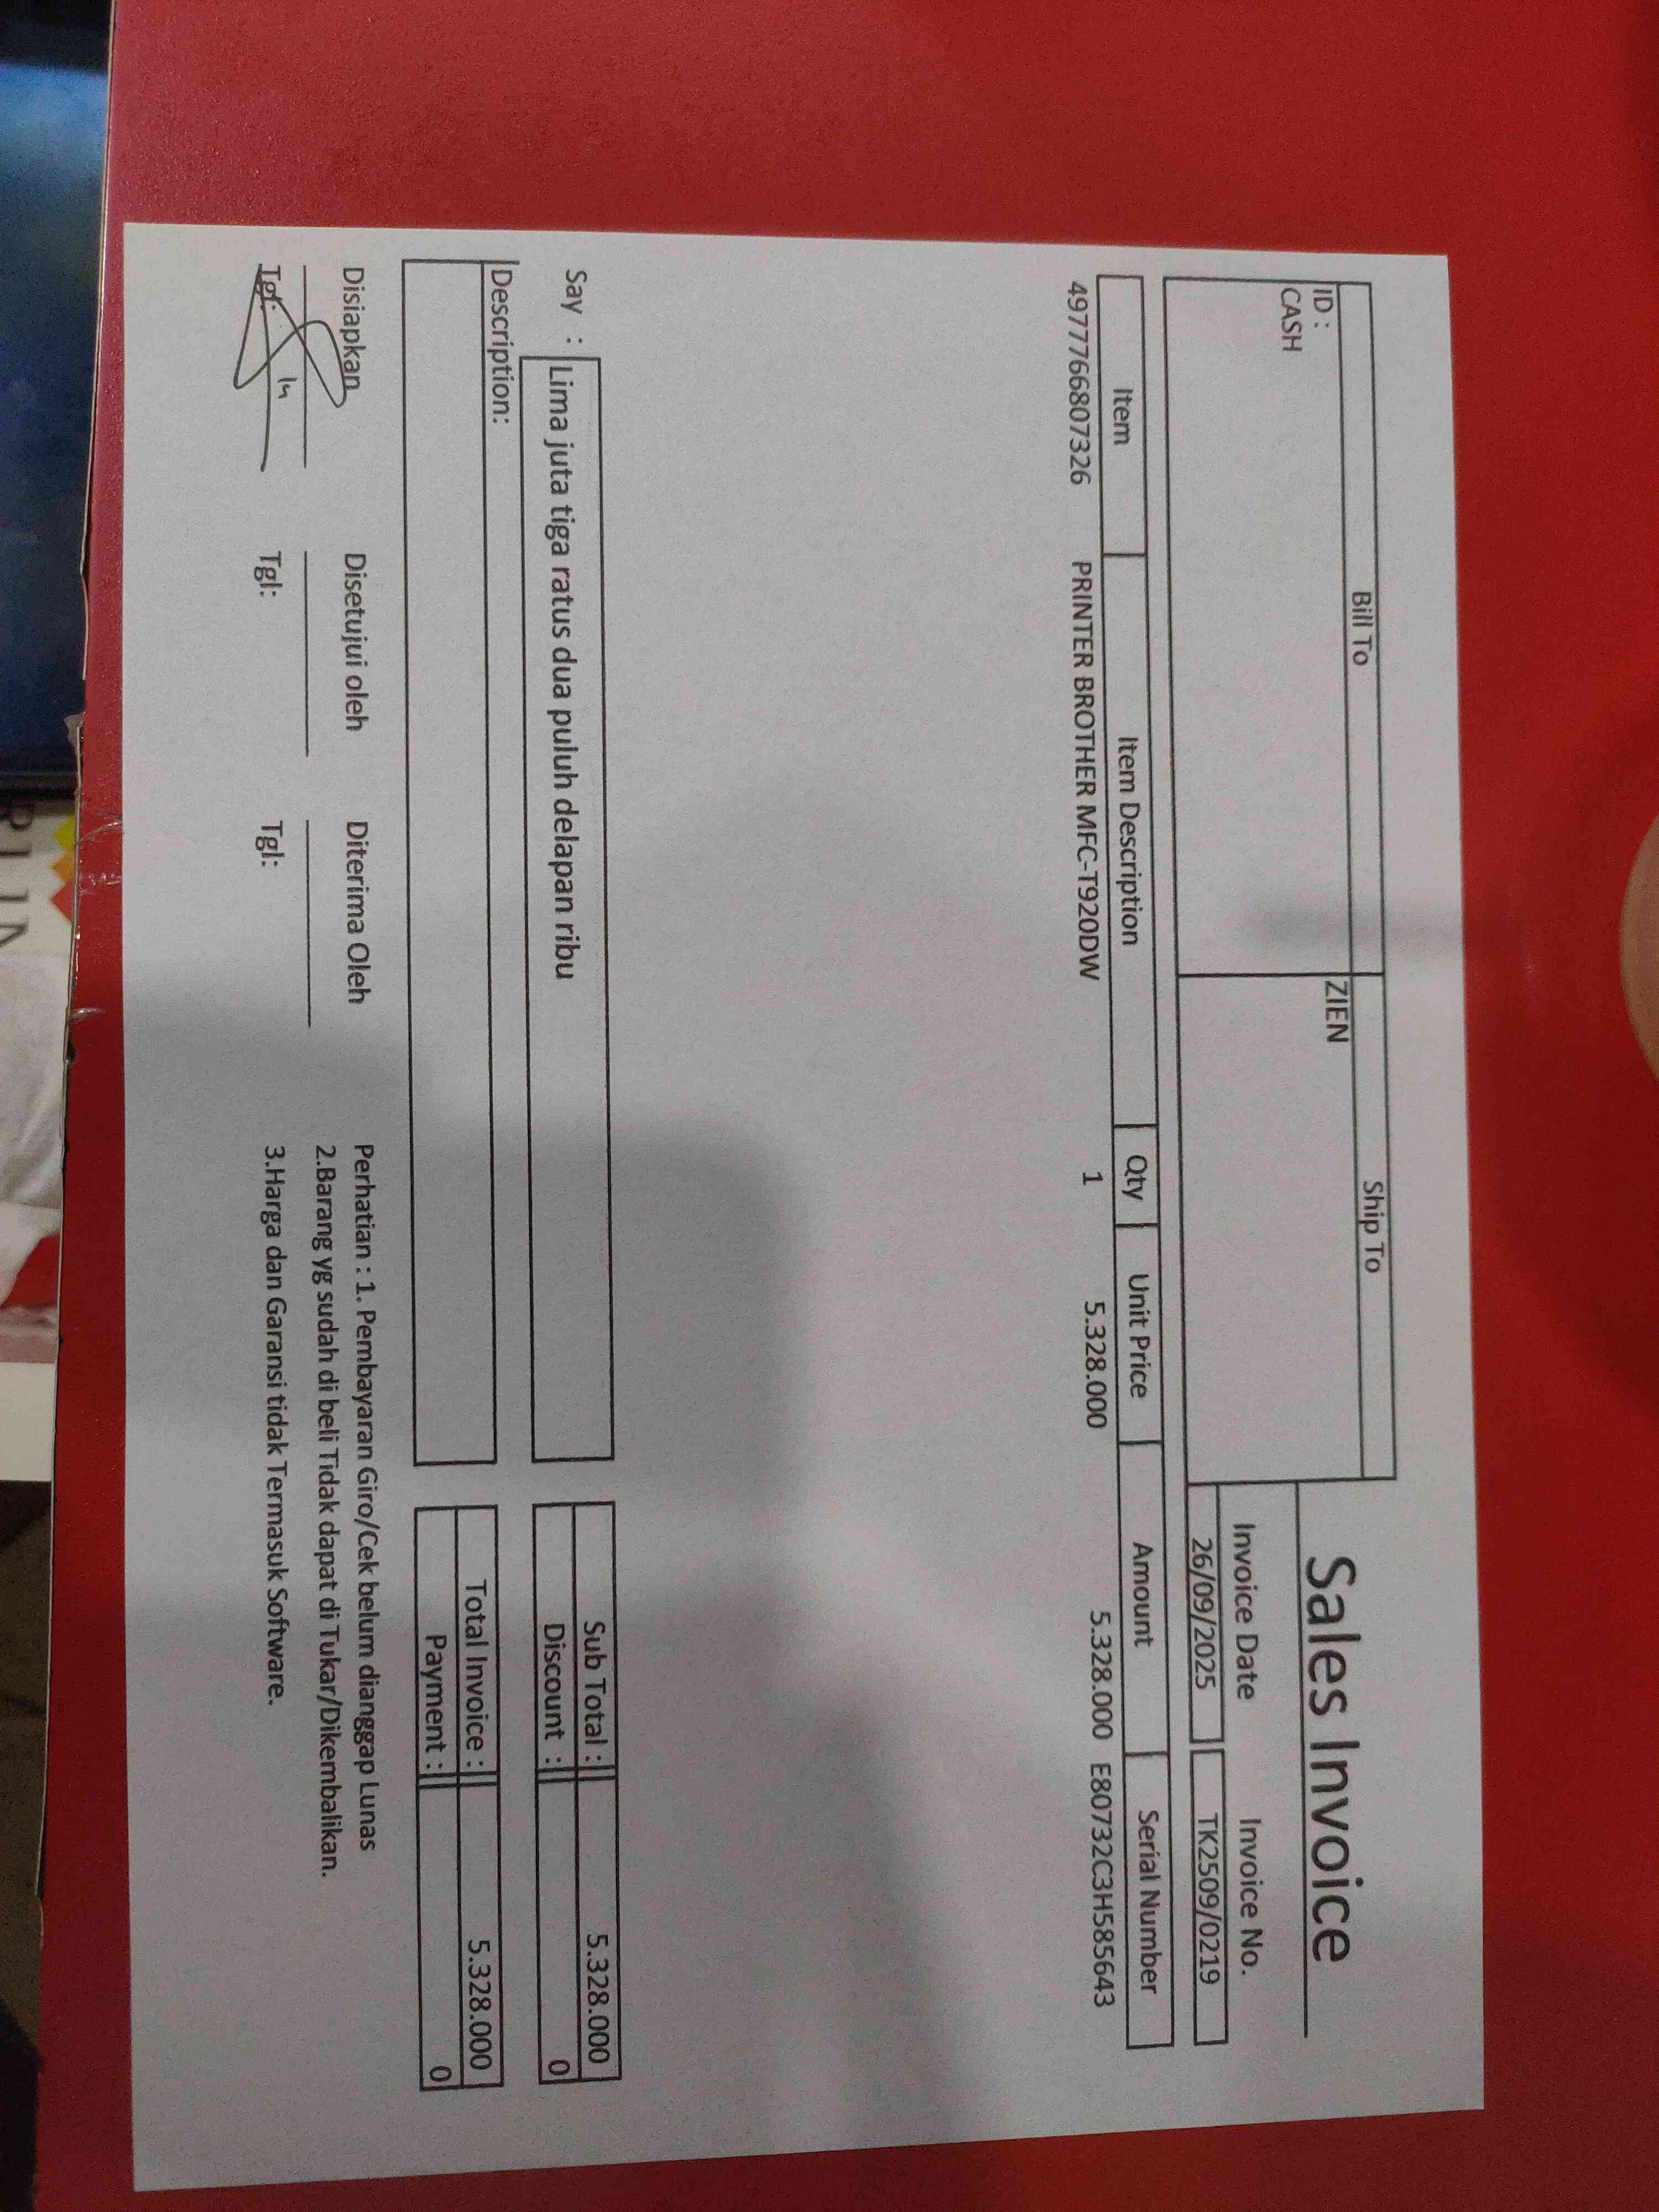 Sales Invoice
Bill To
Ship To
ID :
CASH
ZIEN
Invoice Date
Invoice No.
26/09/2025
TK2509/0219
Item
Item Description
Qty
Unit Price
Amount
Serial Number
4977766807326 PRINTER BROTHER MFC-T920DW 1 5.328.000 5.328.000 E80732C3H585643
Say : Lima juta tiga ratus dua puluh delapan ribu
Sub Total : 5.328.000
Discount : 0
Description:
Total Invoice : 5.328.000
Payment : 0
Disiapkan
Disetujui oleh
Diterima Oleh
Tgl:
Tgl:
Tgl:
Perhatian : 1. Pembayaran Giro/Cek belum dianggap Lunas
2.Barang yg sudah di beli Tidak dapat di Tukar/Dikembalikan.
3.Harga dan Garansi tidak Termasuk Software.